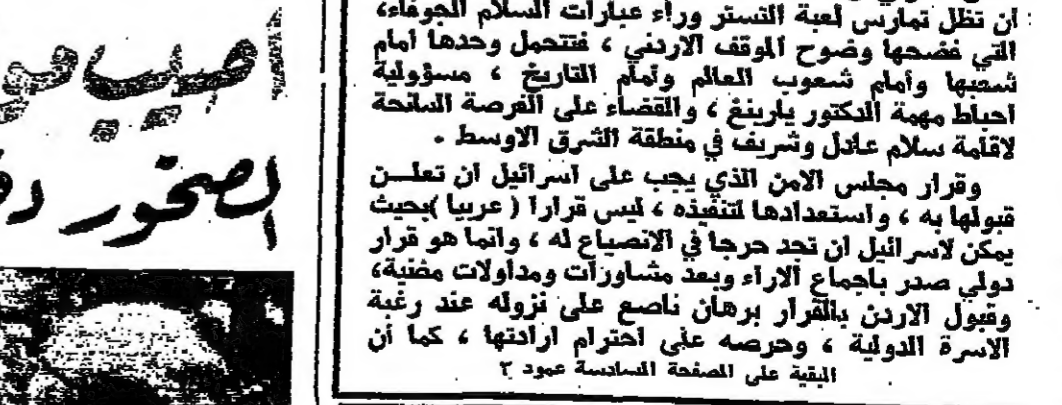 ان تظل تمارس لعبة التستر وراء عبارات السلام الجوفاء،
التي فضحها وضوح الموقف الاردني ، فتتحمل وحدها أمام
شعبها وأمام شعوب العالم وأمام التاريخ ، مسؤولية
احباط مهمة الدكتور يارينغ ، والقضاء على الفرصة السانحة
لاقامة سلام عادل وشريف في منطقة الشرق الاوسط .
وقرار مجلس الامن الذي يجب على اسرائيل ان تعلــن
قبولها به ، واستعدادها لتنفيذه ، ليس قرارا ( عربيا )بحيث
يمكن لاسرائيل ان تجد حرجا في الانصياع له ، وانما هو قرار
دولي صدر باجماع الاراء وبعد مشاورات ومداولات مضنية،
وقبول الاردن بالقرار برهان ناصع على نزوله عند رغبة
الاسرة الدولية ، وحرصه على احترام ارادتها ، كما أن
البقية على الصفحة السادسة عمود ٢
اصيب
الصخور